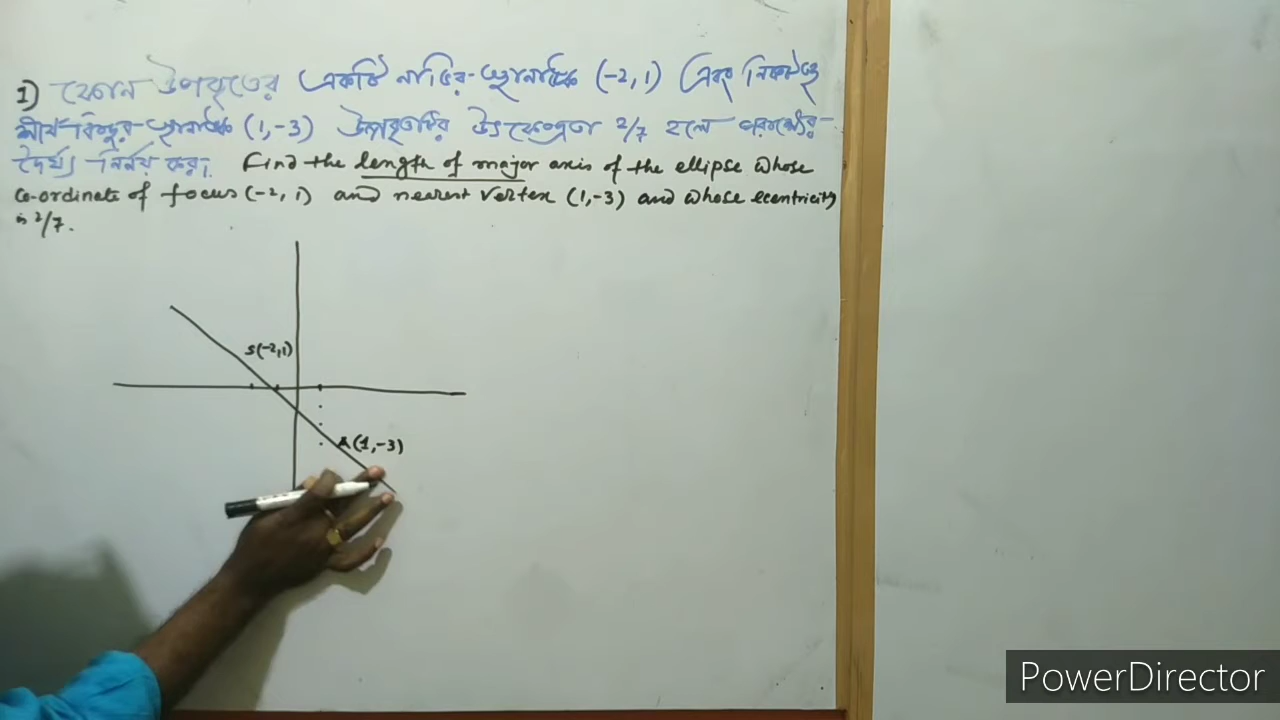 1) কোন উপবৃত্তের একটি নাভির স্থানাঙ্ক (-2, 1) এবং নিকটস্থ
শীর্ষ বিন্দুর স্থানাঙ্ক (1, -3) উপবৃত্তটির উৎকেন্দ্রতা 2/7 হলে পরাক্ষের
দৈর্ঘ্য নির্নয় কর। Find the length of major axis of the ellipse whose
co-ordinate of focus (-2, 1) and nearest vertex (1, -3) and whose eccentricity
is 2/7.
S(-2,1)
A(1,-3)
PowerDirector